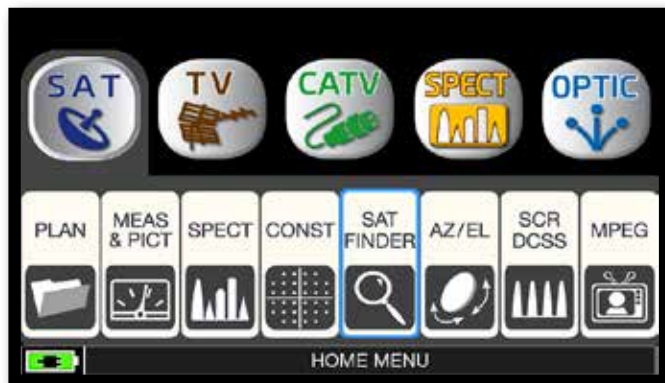 SAT
TV
CATV
SPECT
OPTIC
PLAN
MEAS
& PICT
SPECT
CONST
SAT
FINDER
AZ/EL
SCR
DCSS
MPEG
HOME MENU